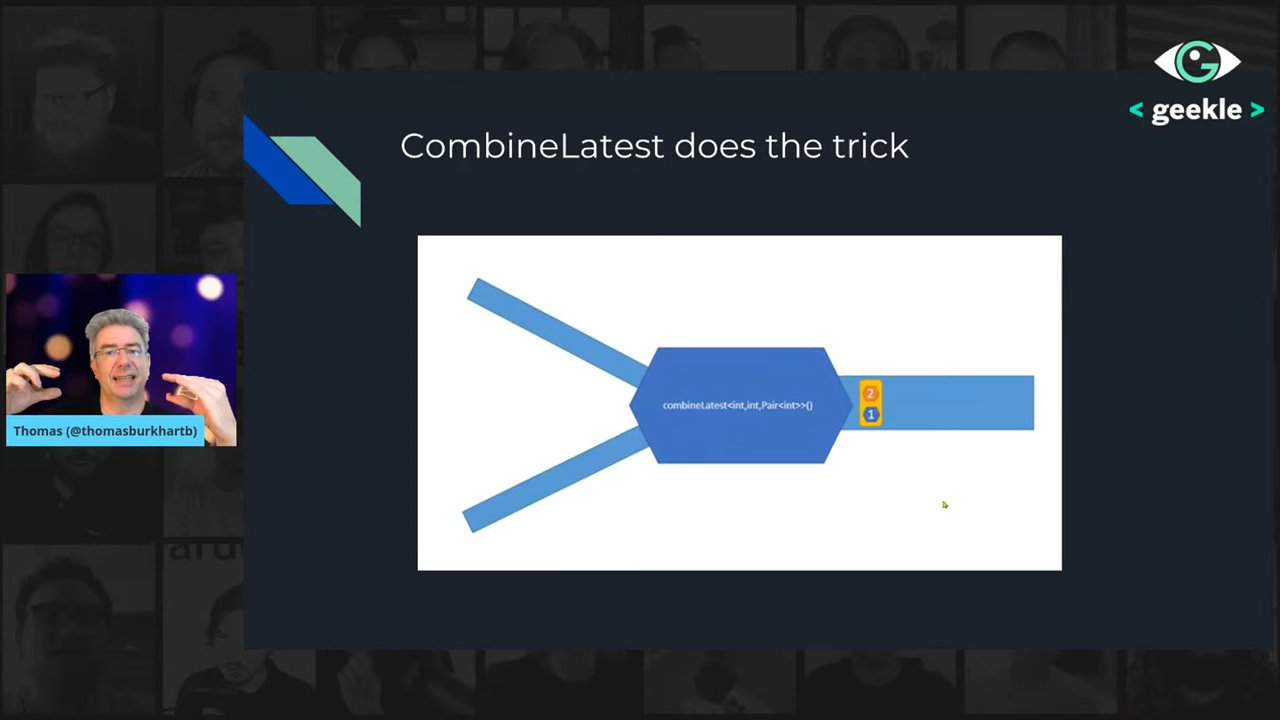 < geekle >
CombineLatest does the trick
combineLatest<int,int,Pair<int>>()
2
1
Thomas (@thomasburkhartb)